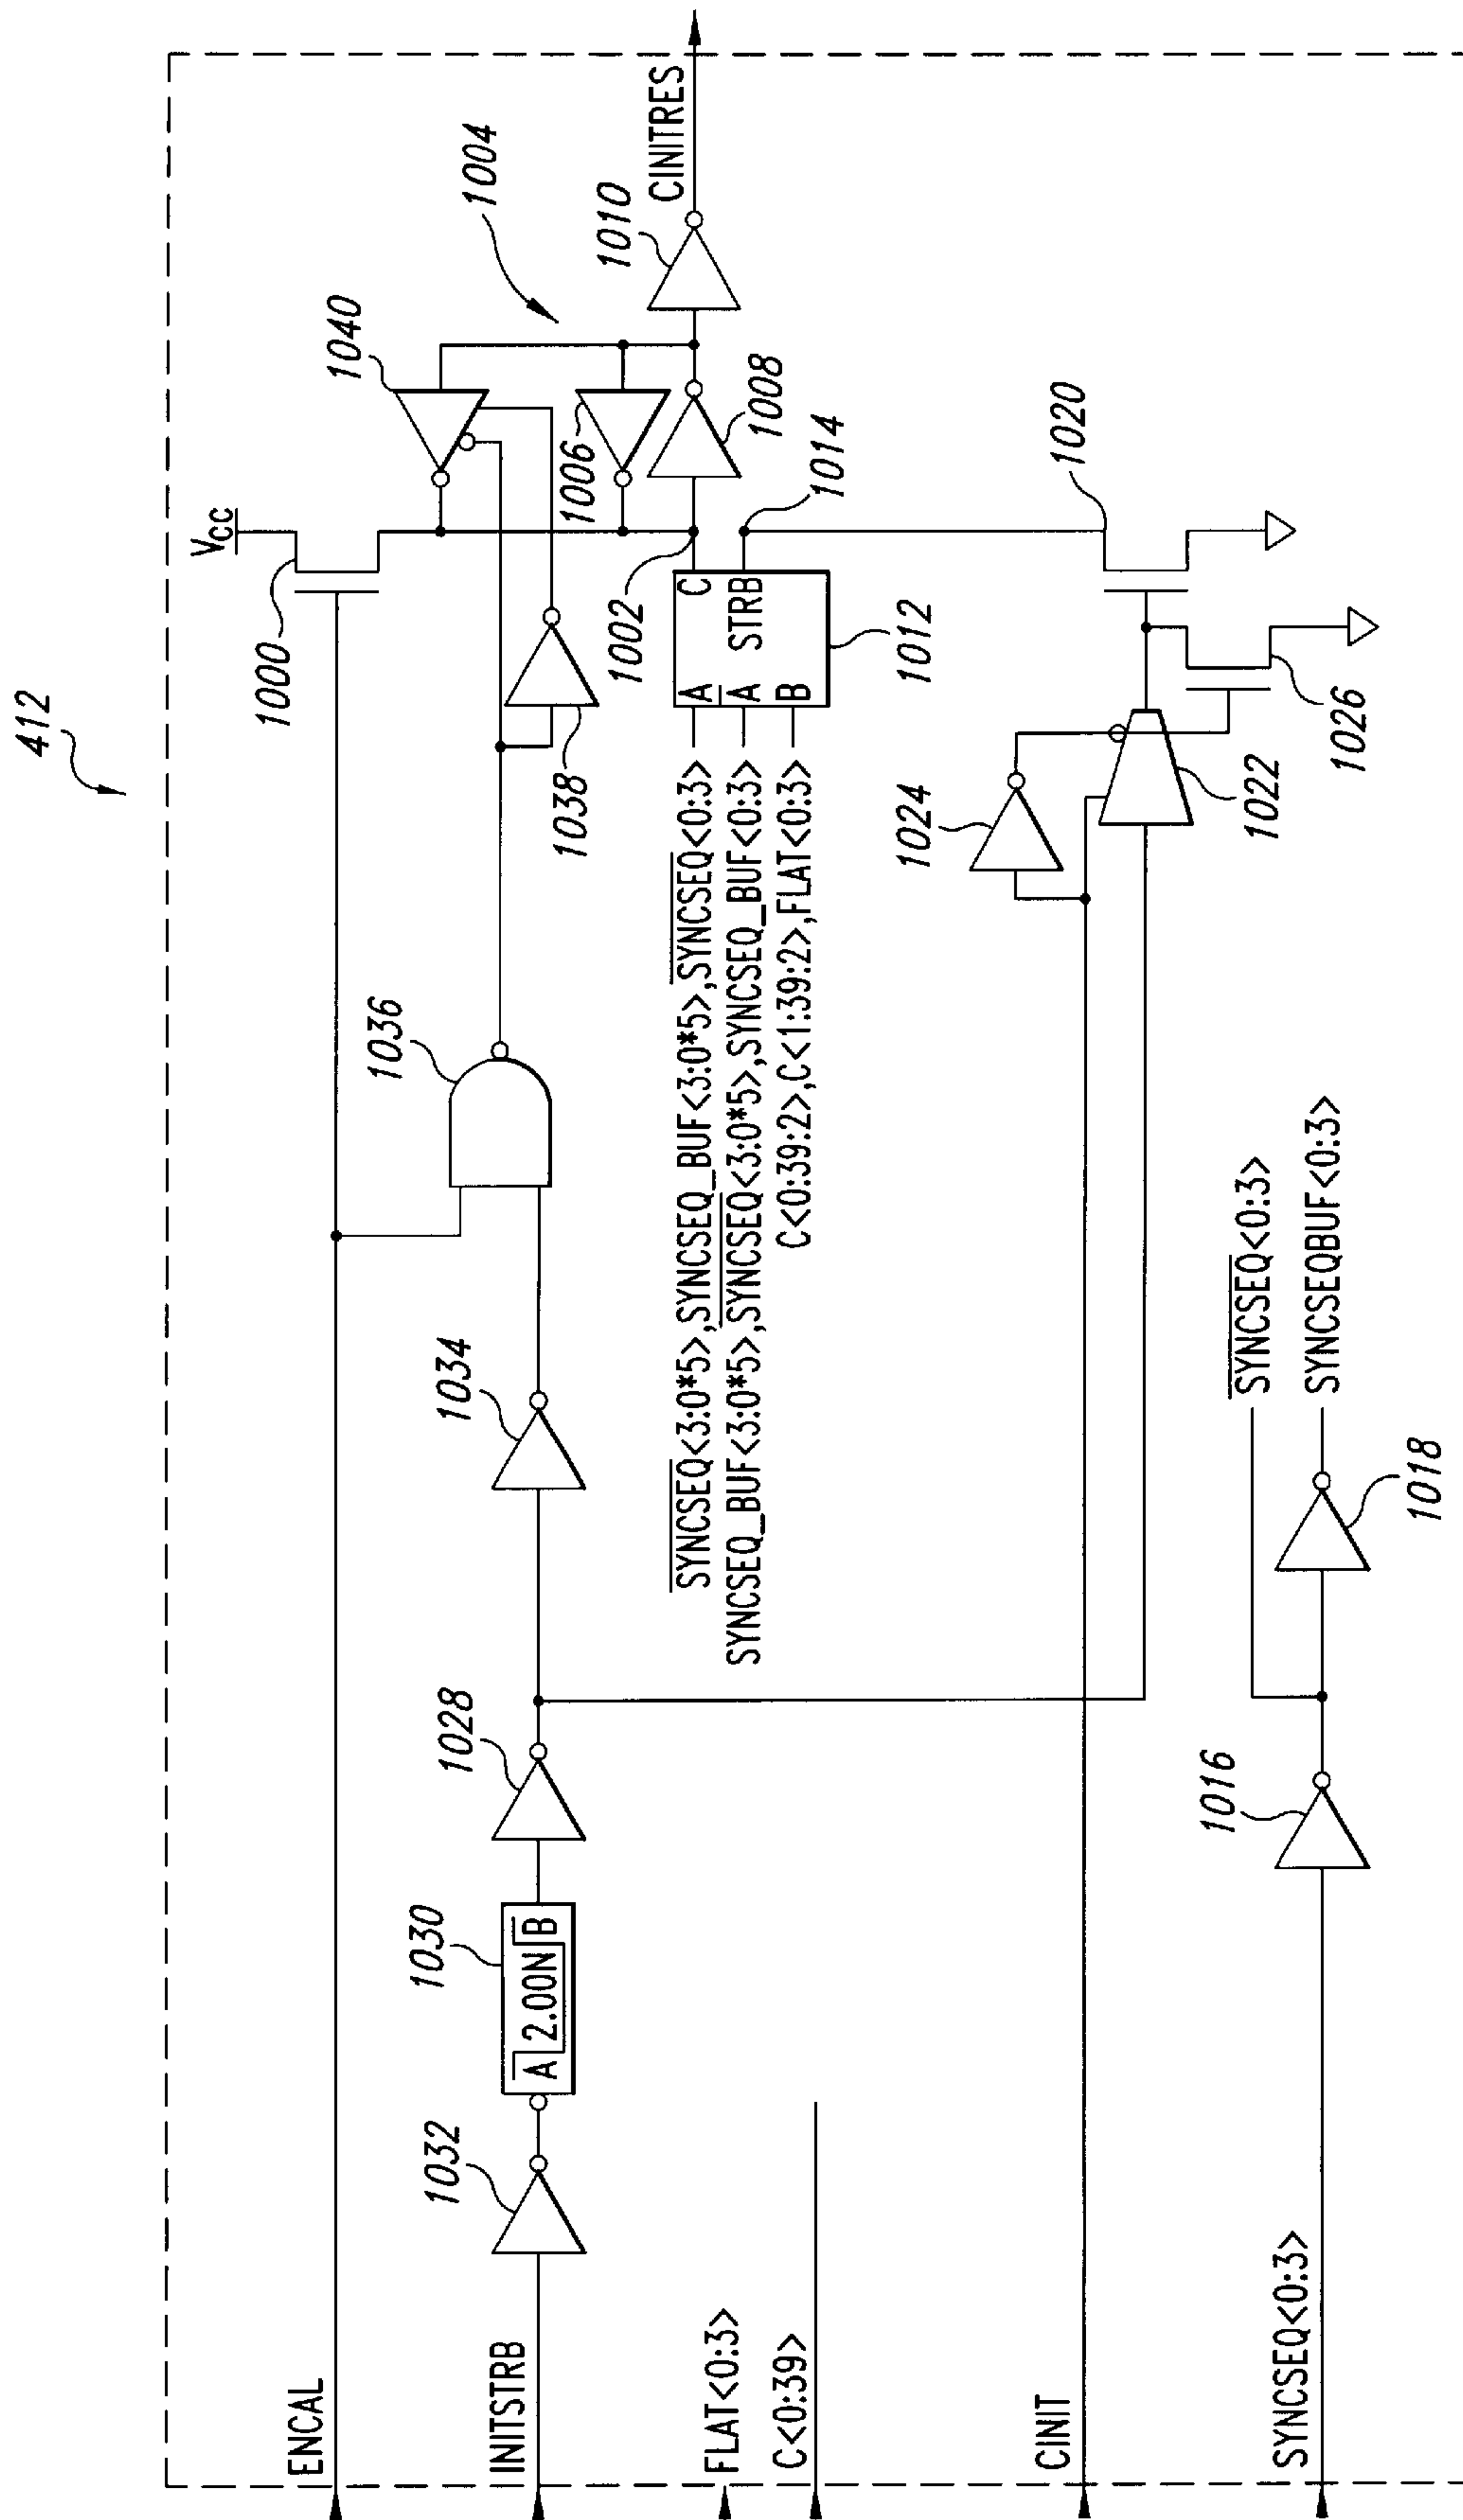 412
Vcc
1000
1040
ENCAL
1036
1004
1032
1030
1028
1034
INITSTRB
A 2.00N B
1038
1006
1010
1002
CINITRES
1008
A C
SYNCSEQ<3:0*5>,SYNCSEQ_BUF<3:0*5>,SYNCSEQ<0:3>
FLAT<0:3>
A STRB
SYNCSEQ_BUF<3:0*5>,SYNCSEQ<3:0*5>,SYNCSEQ_BUF<0:3>
1014
B
C<0:39:2>,C<1:39:2>,FLAT<0:3>
C<0:39>
1012
1024
CINIT
1020
1016
SYNCSEQ<0:3>
1022
SYNCSEQ<0:3>
SYNCSEQBUF<0:3>
1026
1018